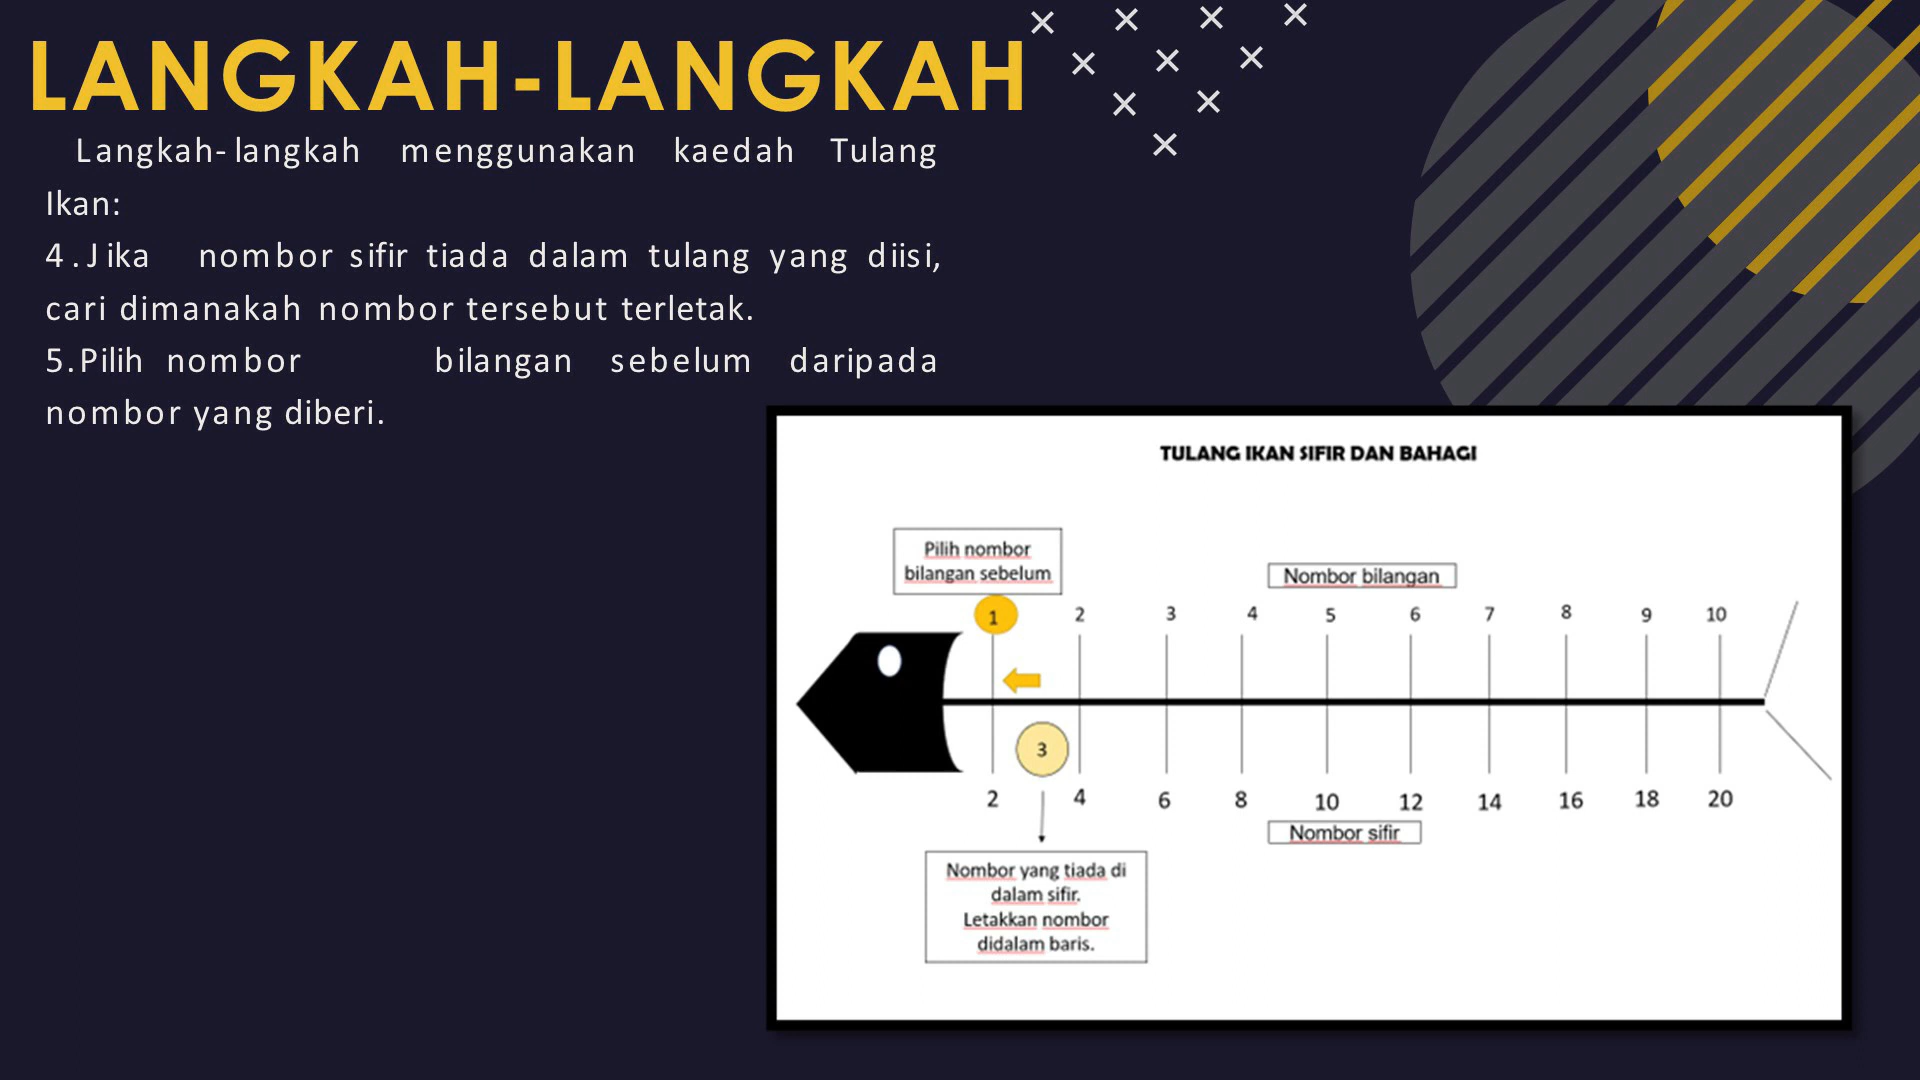 LANGKAH-LANGKAH
Langkah-langkah menggunakan kaedah Tulang
Ikan:
4.Jika nombor sifir tiada dalam tulang yang diisi,
cari dimanakah nombor tersebut terletak.
5.Pilih nombor bilangan sebelum daripada
nombor yang diberi.
TULANG IKAN SIFIR DAN BAHAGI
Pilih nombor
bilangan sebelum
Nombor bilangan
1 2 3 4 5 6 7 8 9 10
3
2 4 6 8 10 12 14 16 18 20
Nombor sifir
Nombor yang tiada di
dalam sifir.
Letakkan nombor
didalam baris.